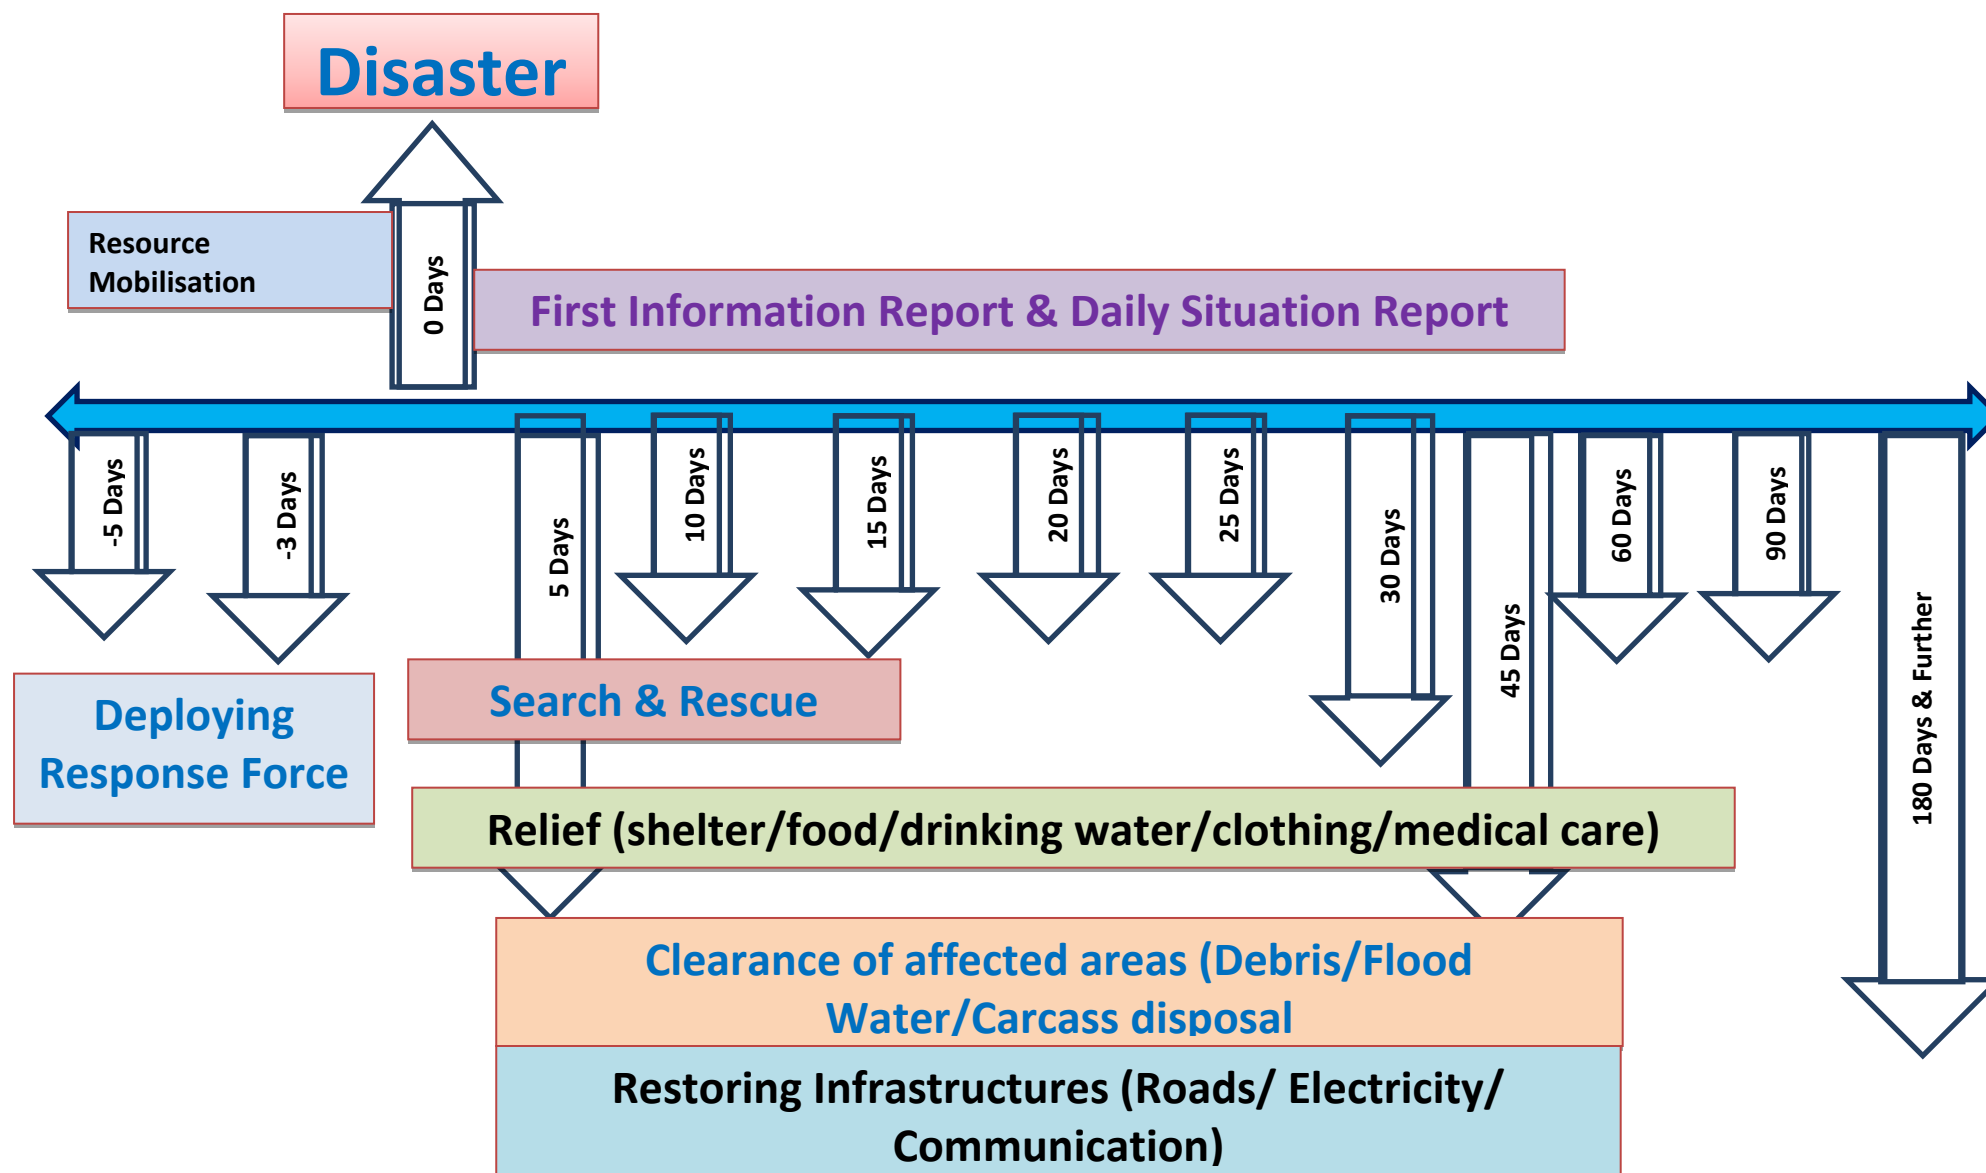 Disaster
Resource
Mobilisation
0 Days
First Information Report & Daily Situation Report
-5 Days
-3 Days
5 Days
10 Days
15 Days
20 Days
25 Days
30 Days
45 Days
60 Days
90 Days
180 Days & Further
Deploying
Response Force
Search & Rescue
Relief (shelter/food/drinking water/clothing/medical care)
Clearance of affected areas (Debris/Flood
Water/Carcass disposal
Restoring Infrastructures (Roads/ Electricity/
Communication)